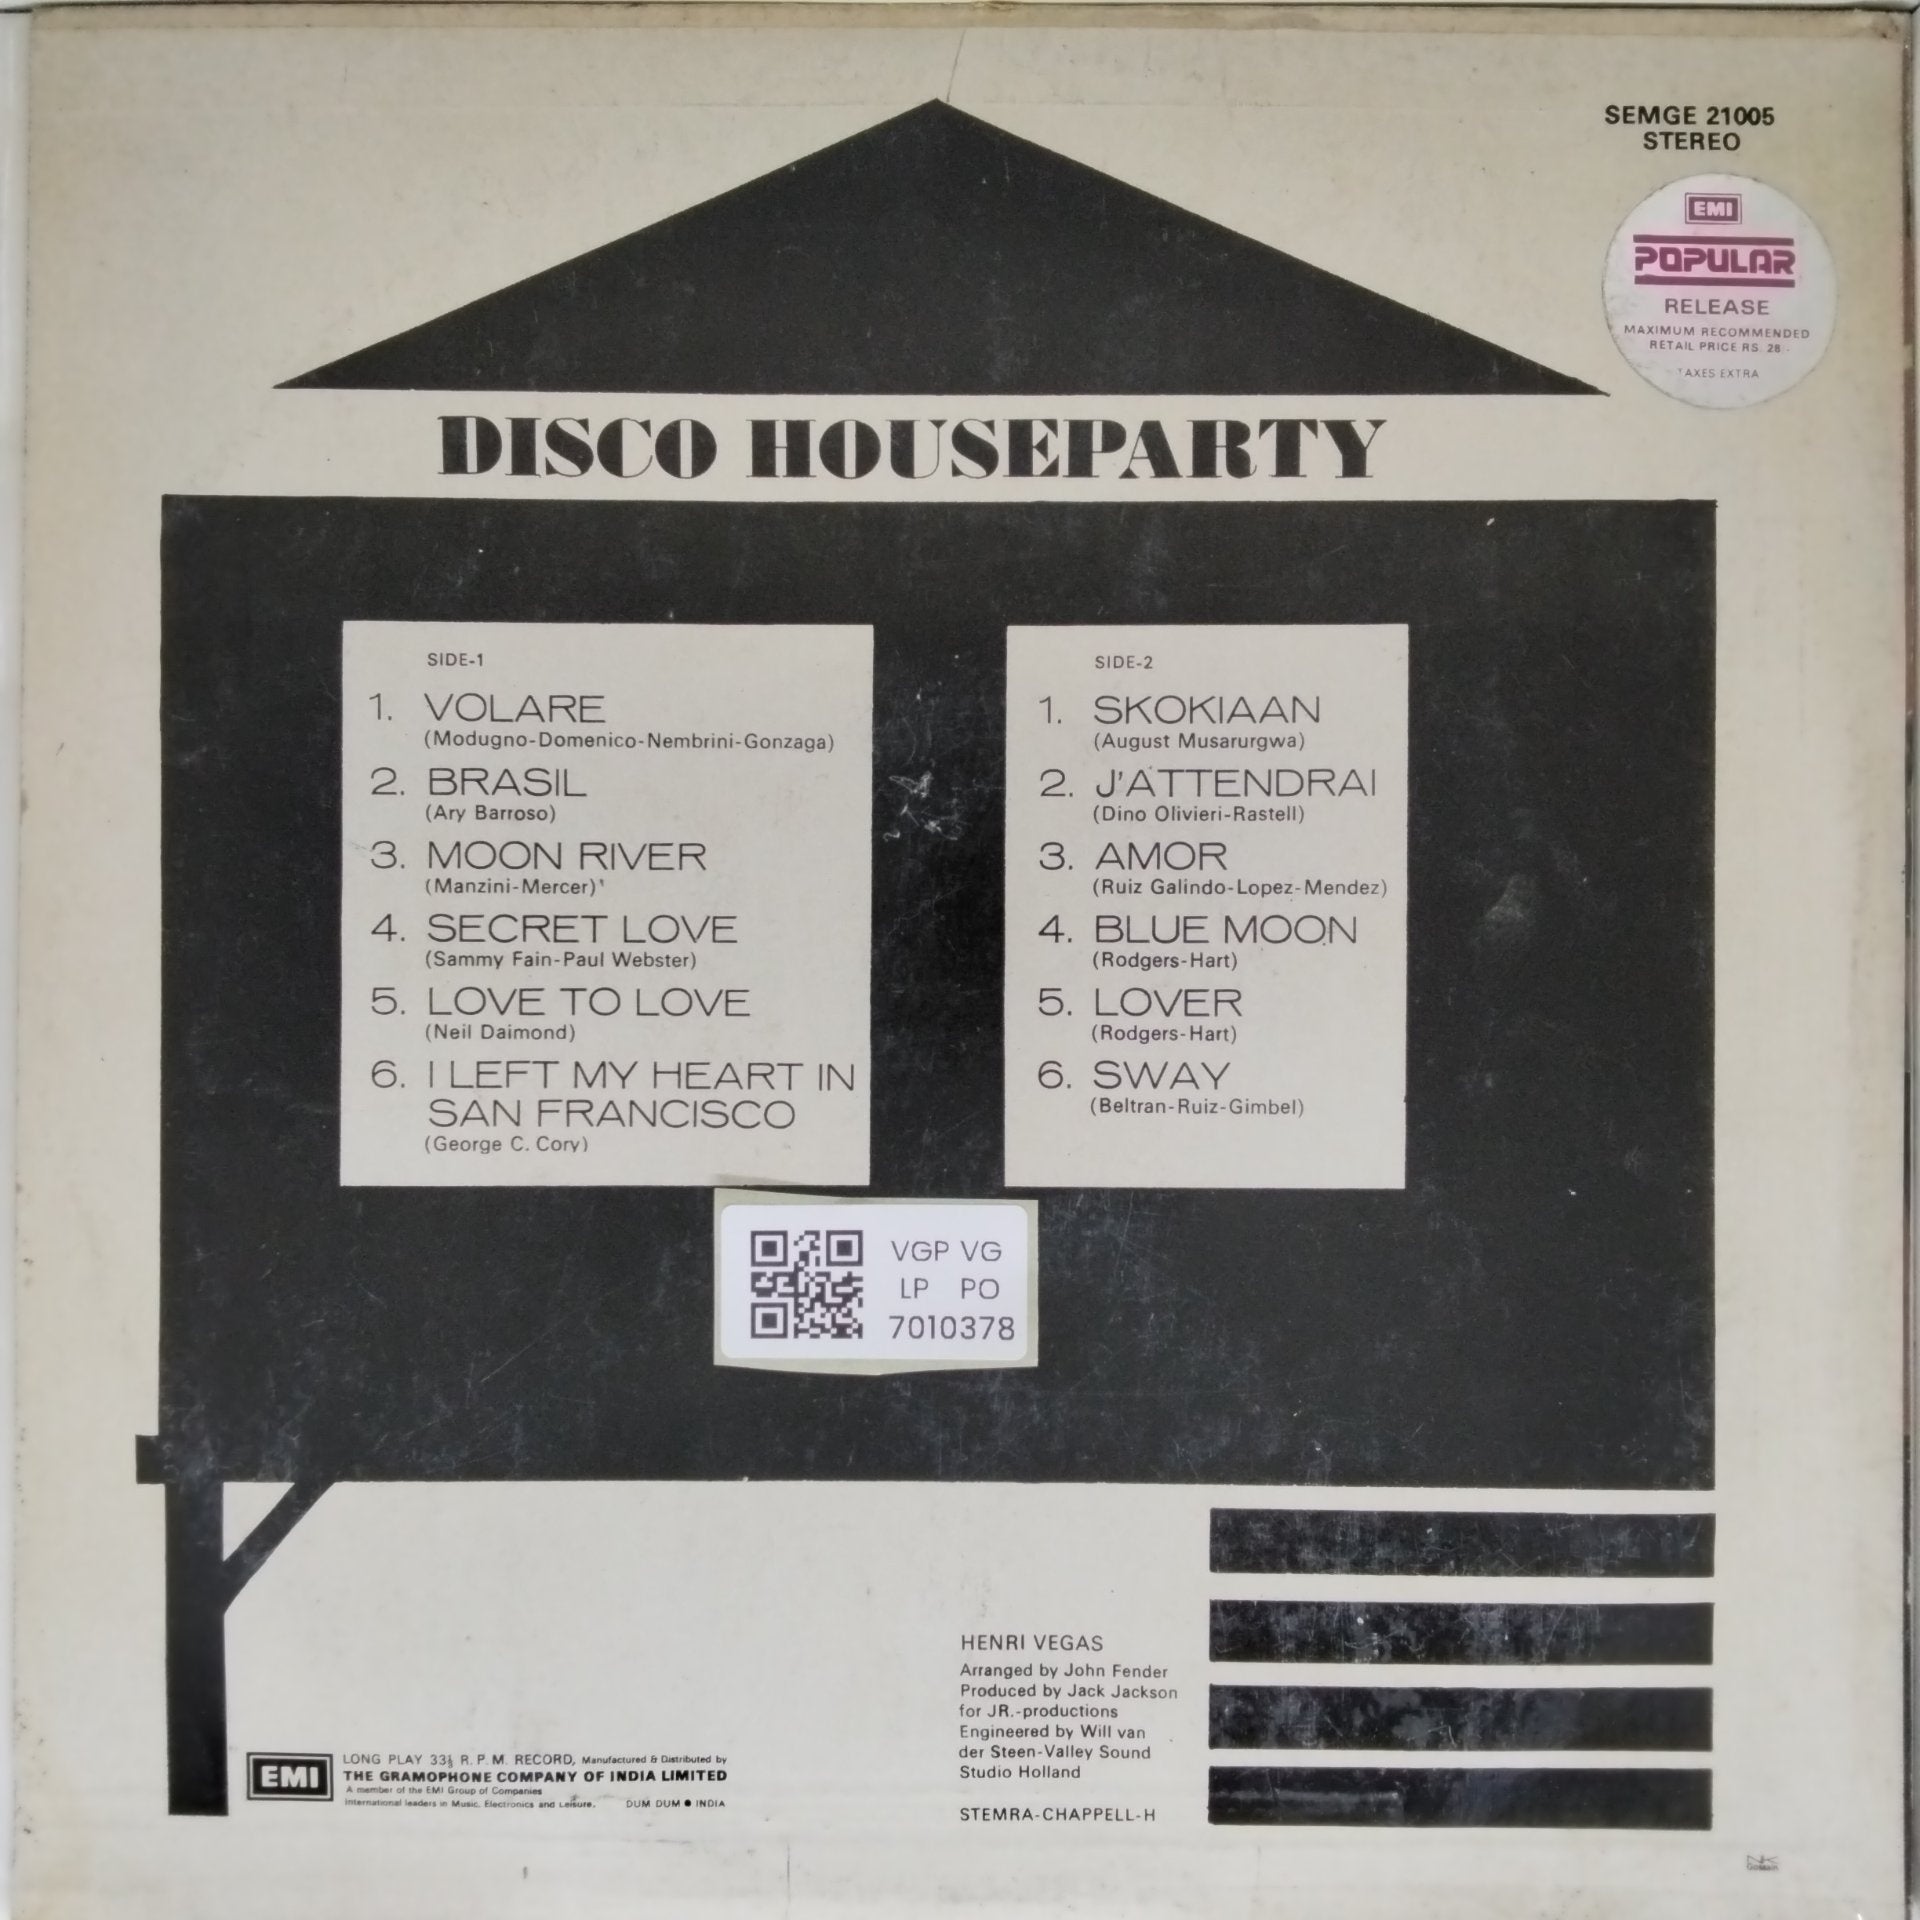 SEMGE 21005
STEREO
EMI
POPULAR
RELEASE
MAXIMUM RECOMMENDED
RETAIL PRICE RS. 28 -
TAXES EXTRA
DISCO HOUSEPARTY
SIDE-1
1. VOLARE
(Modugno-Domenico-Nembrini-Gonzaga)
2. BRASIL
(Ary Barroso)
3. MOON RIVER
(Manzini-Mercer)
4. SECRET LOVE
(Sammy Fain-Paul Webster)
5. LOVE TO LOVE
(Neil Daimond)
6. I LEFT MY HEART IN
SAN FRANCISCO
(George C. Cory)
SIDE-2
1. SKOKIAAN
(August Musarurgwa)
2. J'ATTENDRAI
(Dino Olivieri-Rastell)
3. AMOR
(Ruiz Galindo-Lopez-Mendez)
4. BLUE MOON
(Rodgers-Hart)
5. LOVER
(Rodgers-Hart)
6. SWAY
(Beltran-Ruiz-Gimbel)
VGP VG
LP PO
7010378
HENRI VEGAS
Arranged by John Fender
Produced by Jack Jackson
for JR.-productions
Engineered by Will van
der Steen-Valley Sound
Studio Holland
STEMRA-CHAPPELL-H
EMI
LONG PLAY 33⅓ R.P.M. RECORD, Manufactured & Distributed by
THE GRAMOPHONE COMPANY OF INDIA LIMITED
A member of the EMI Group of Companies
International leaders in Music, Electronics and Leisure. DUM DUM ● INDIA